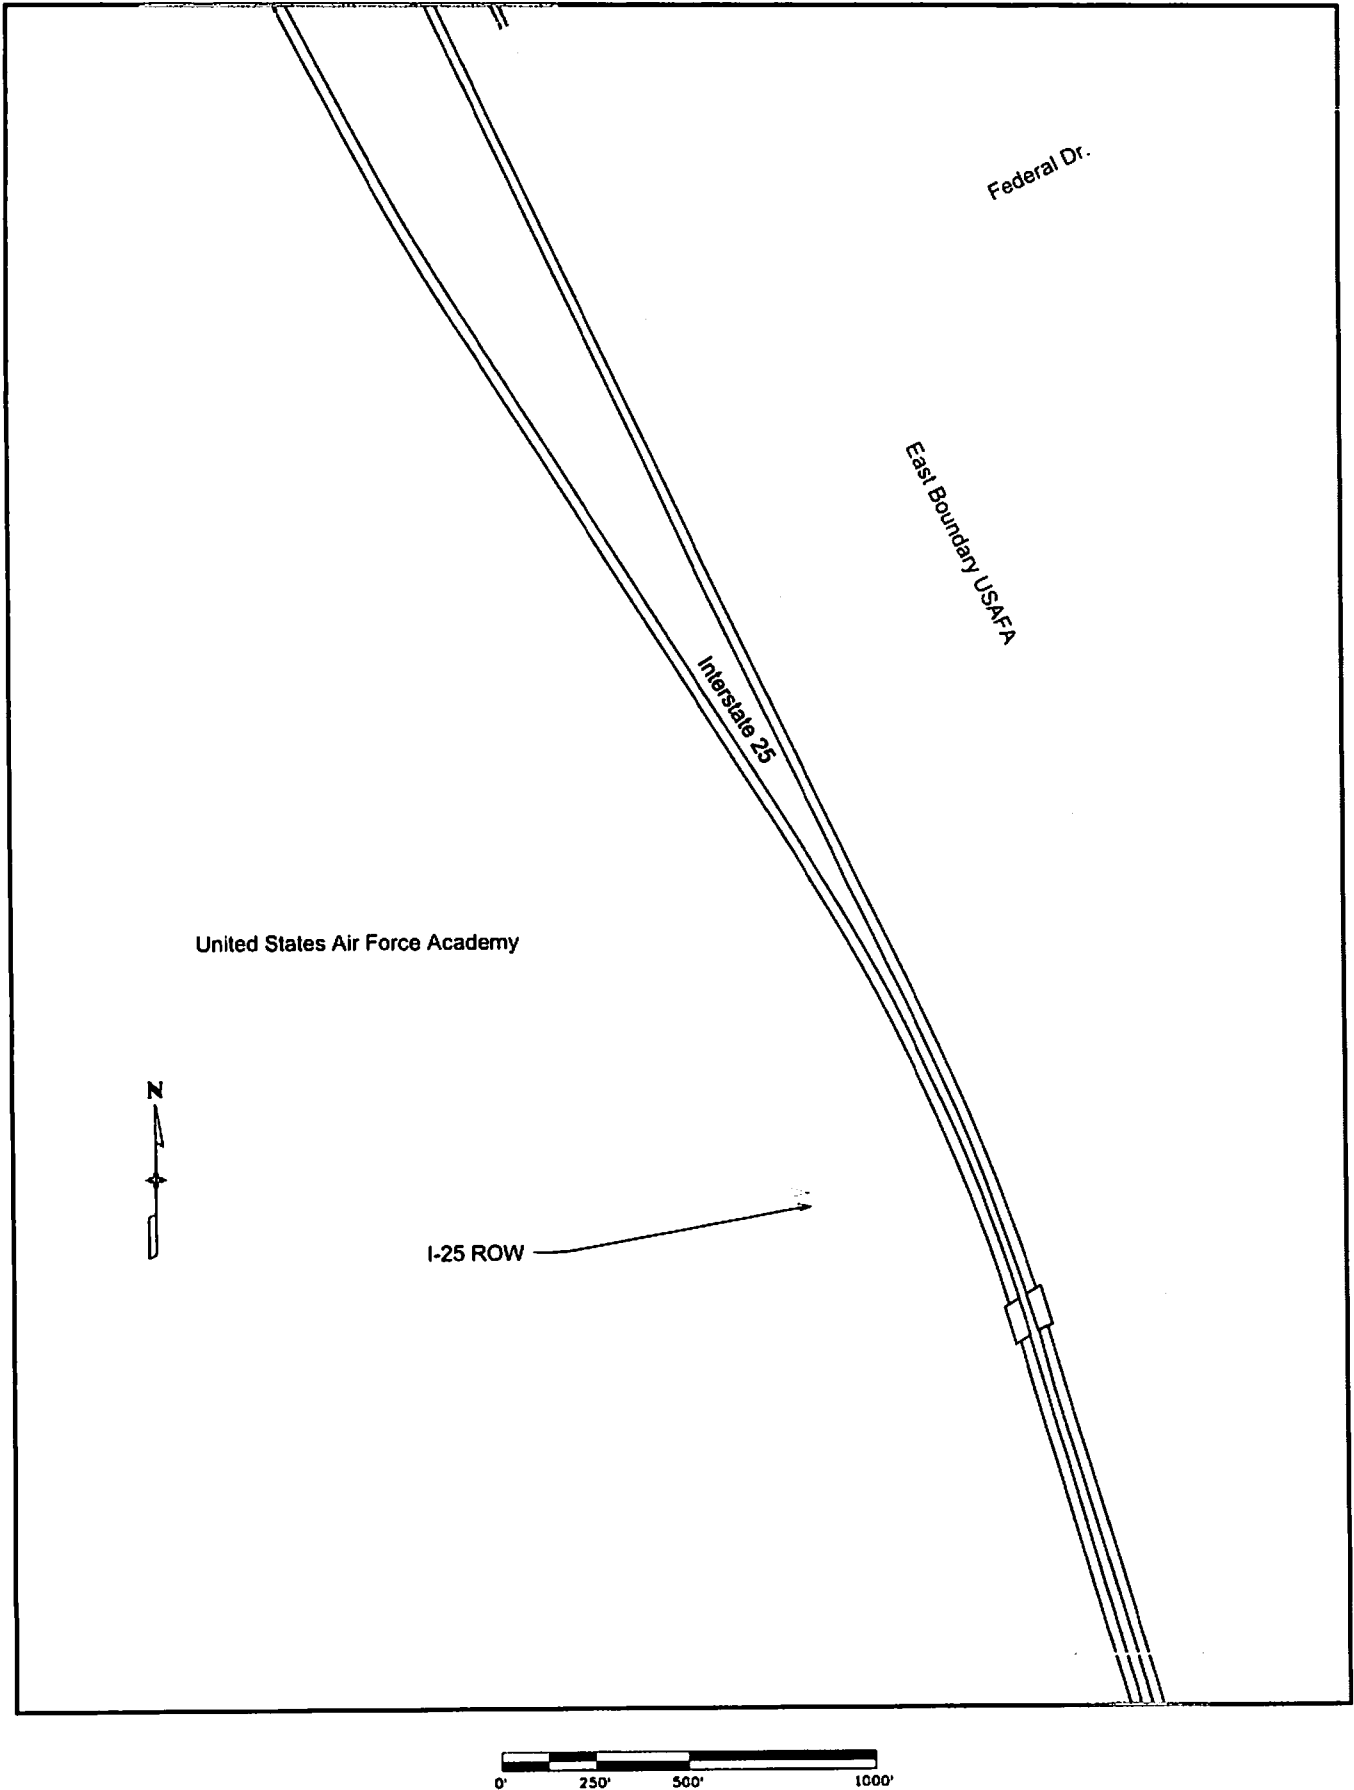 Federal Dr.
East Boundary USAFA
Interstate 25
United States Air Force Academy
N
I-25 ROW
0' 250' 500' 1000'